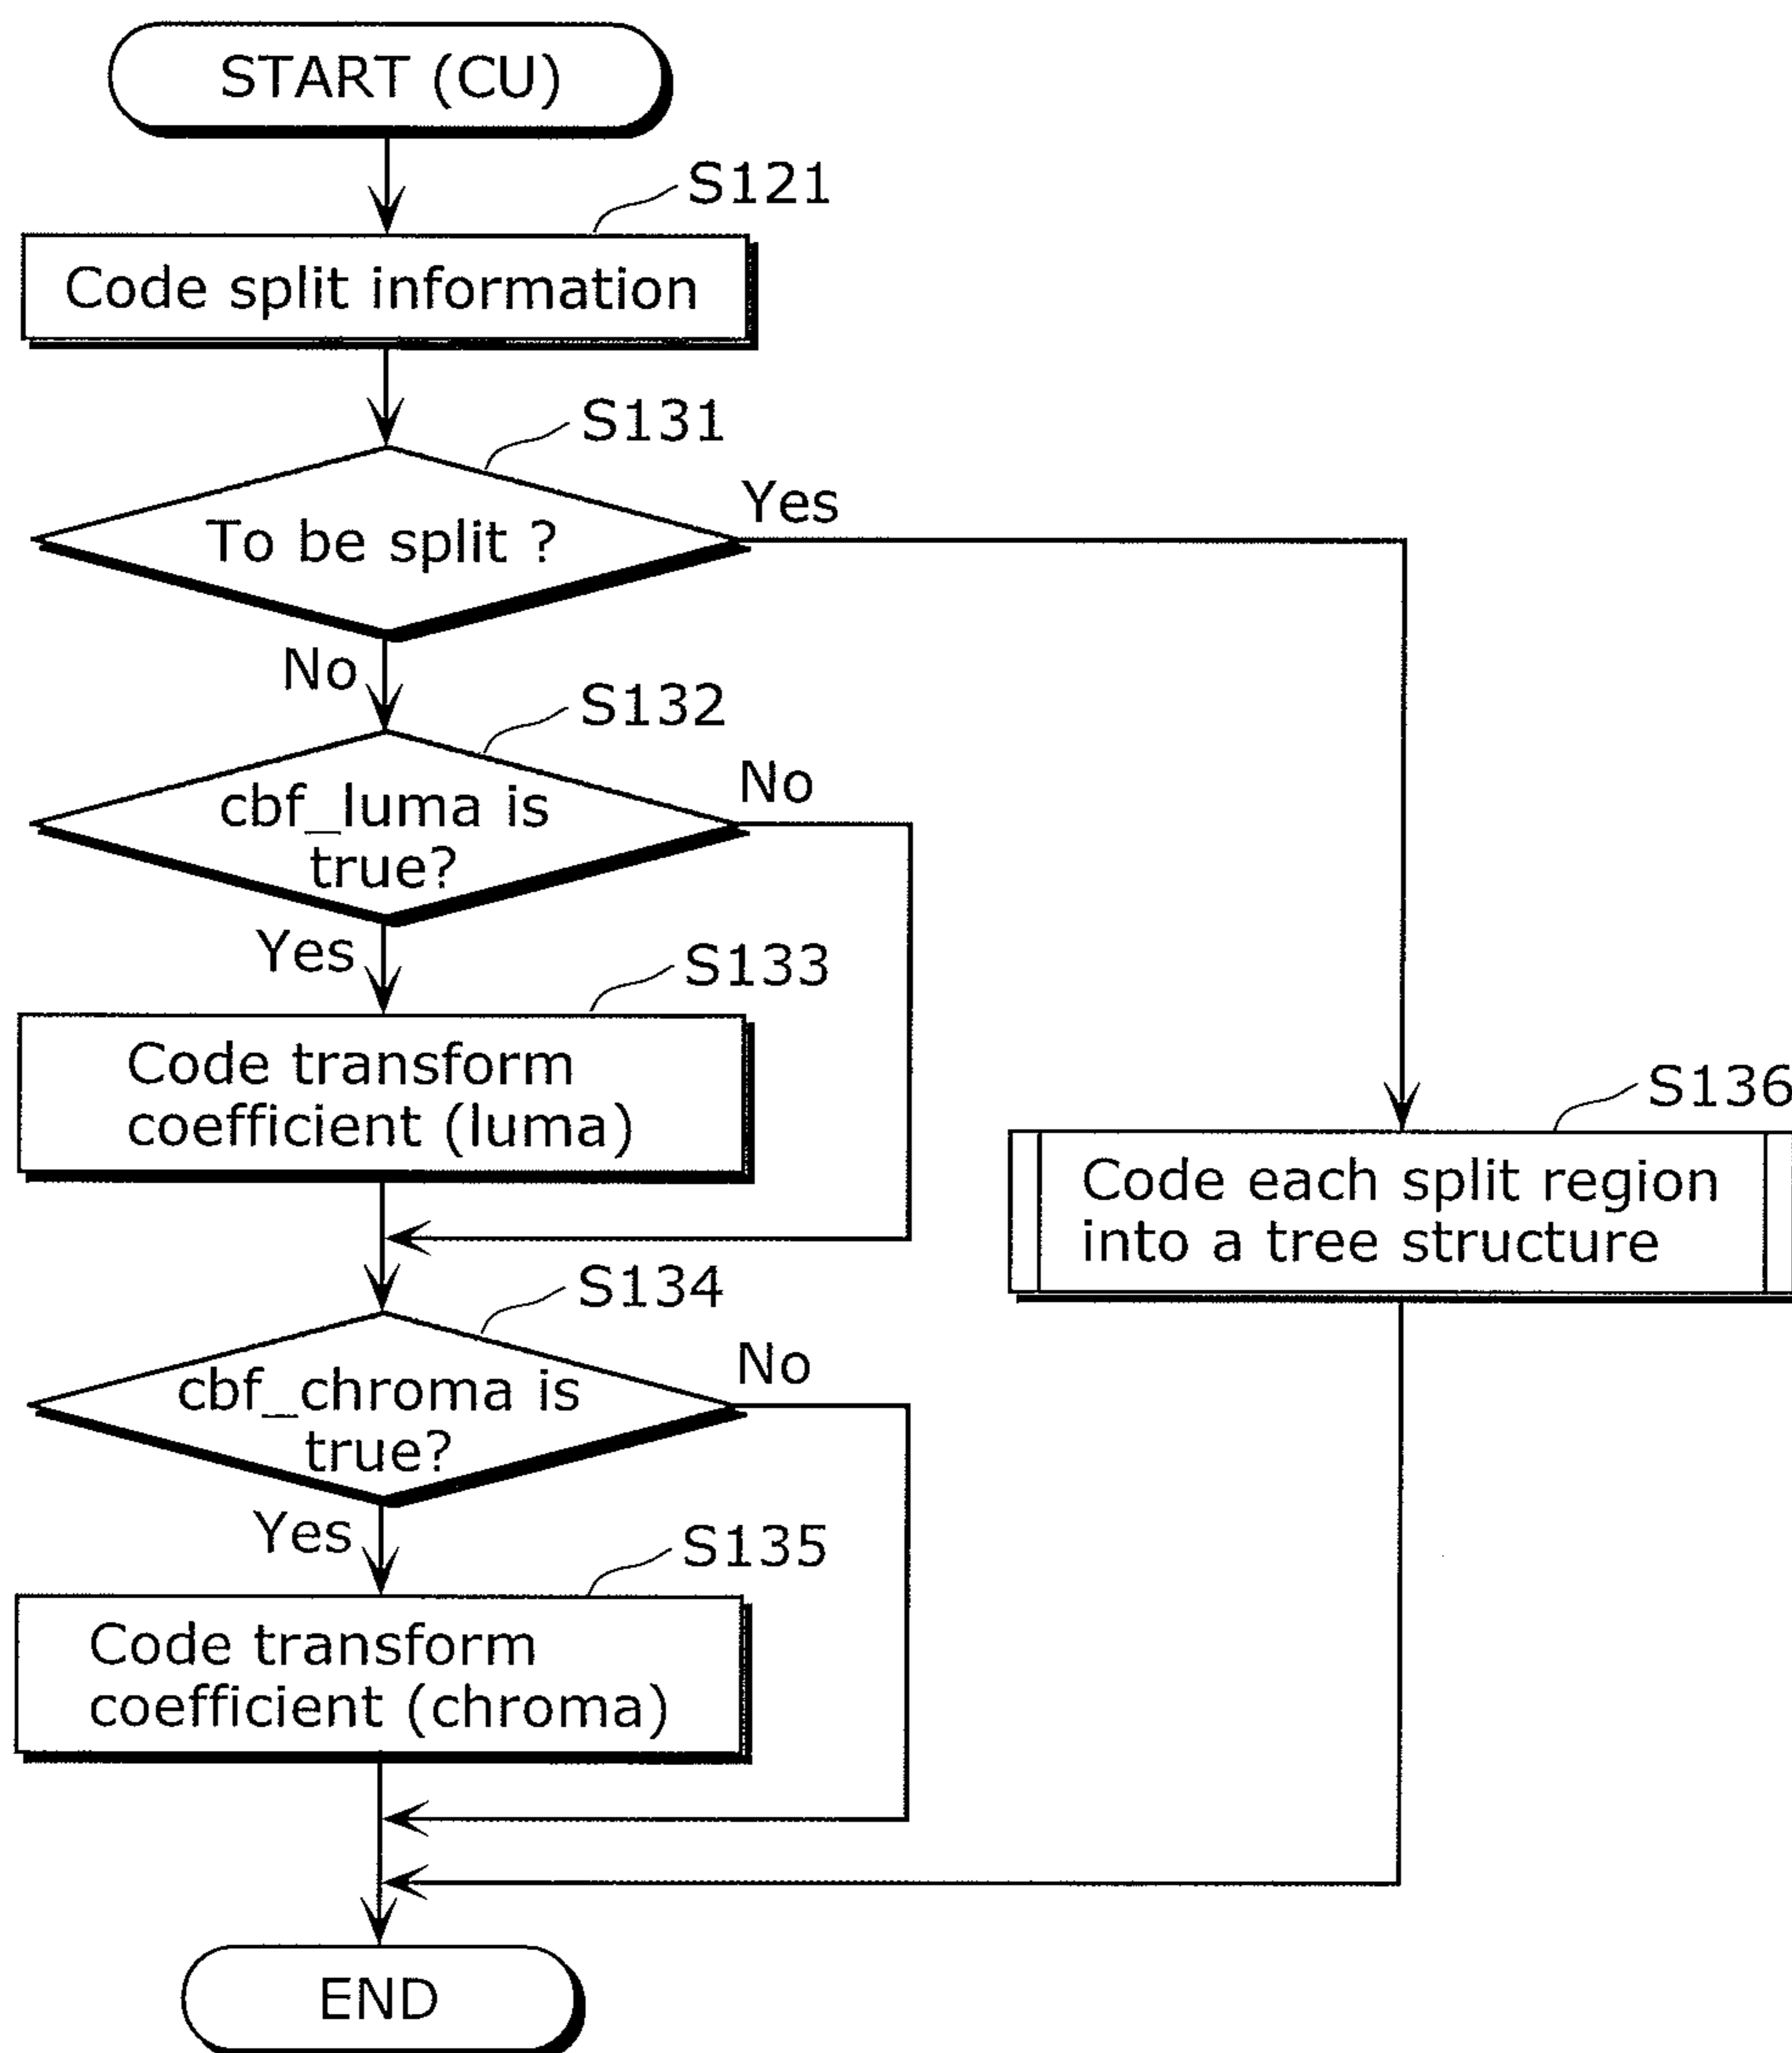 START (CU)
S121
Code split information
S131
To be split ?
Yes
No
S132
cbf_luma is
true?
No
Yes
S133
Code transform
coefficient (luma)
S136
Code each split region
into a tree structure
S134
cbf_chroma is
true?
No
Yes
S135
Code transform
coefficient (chroma)
END